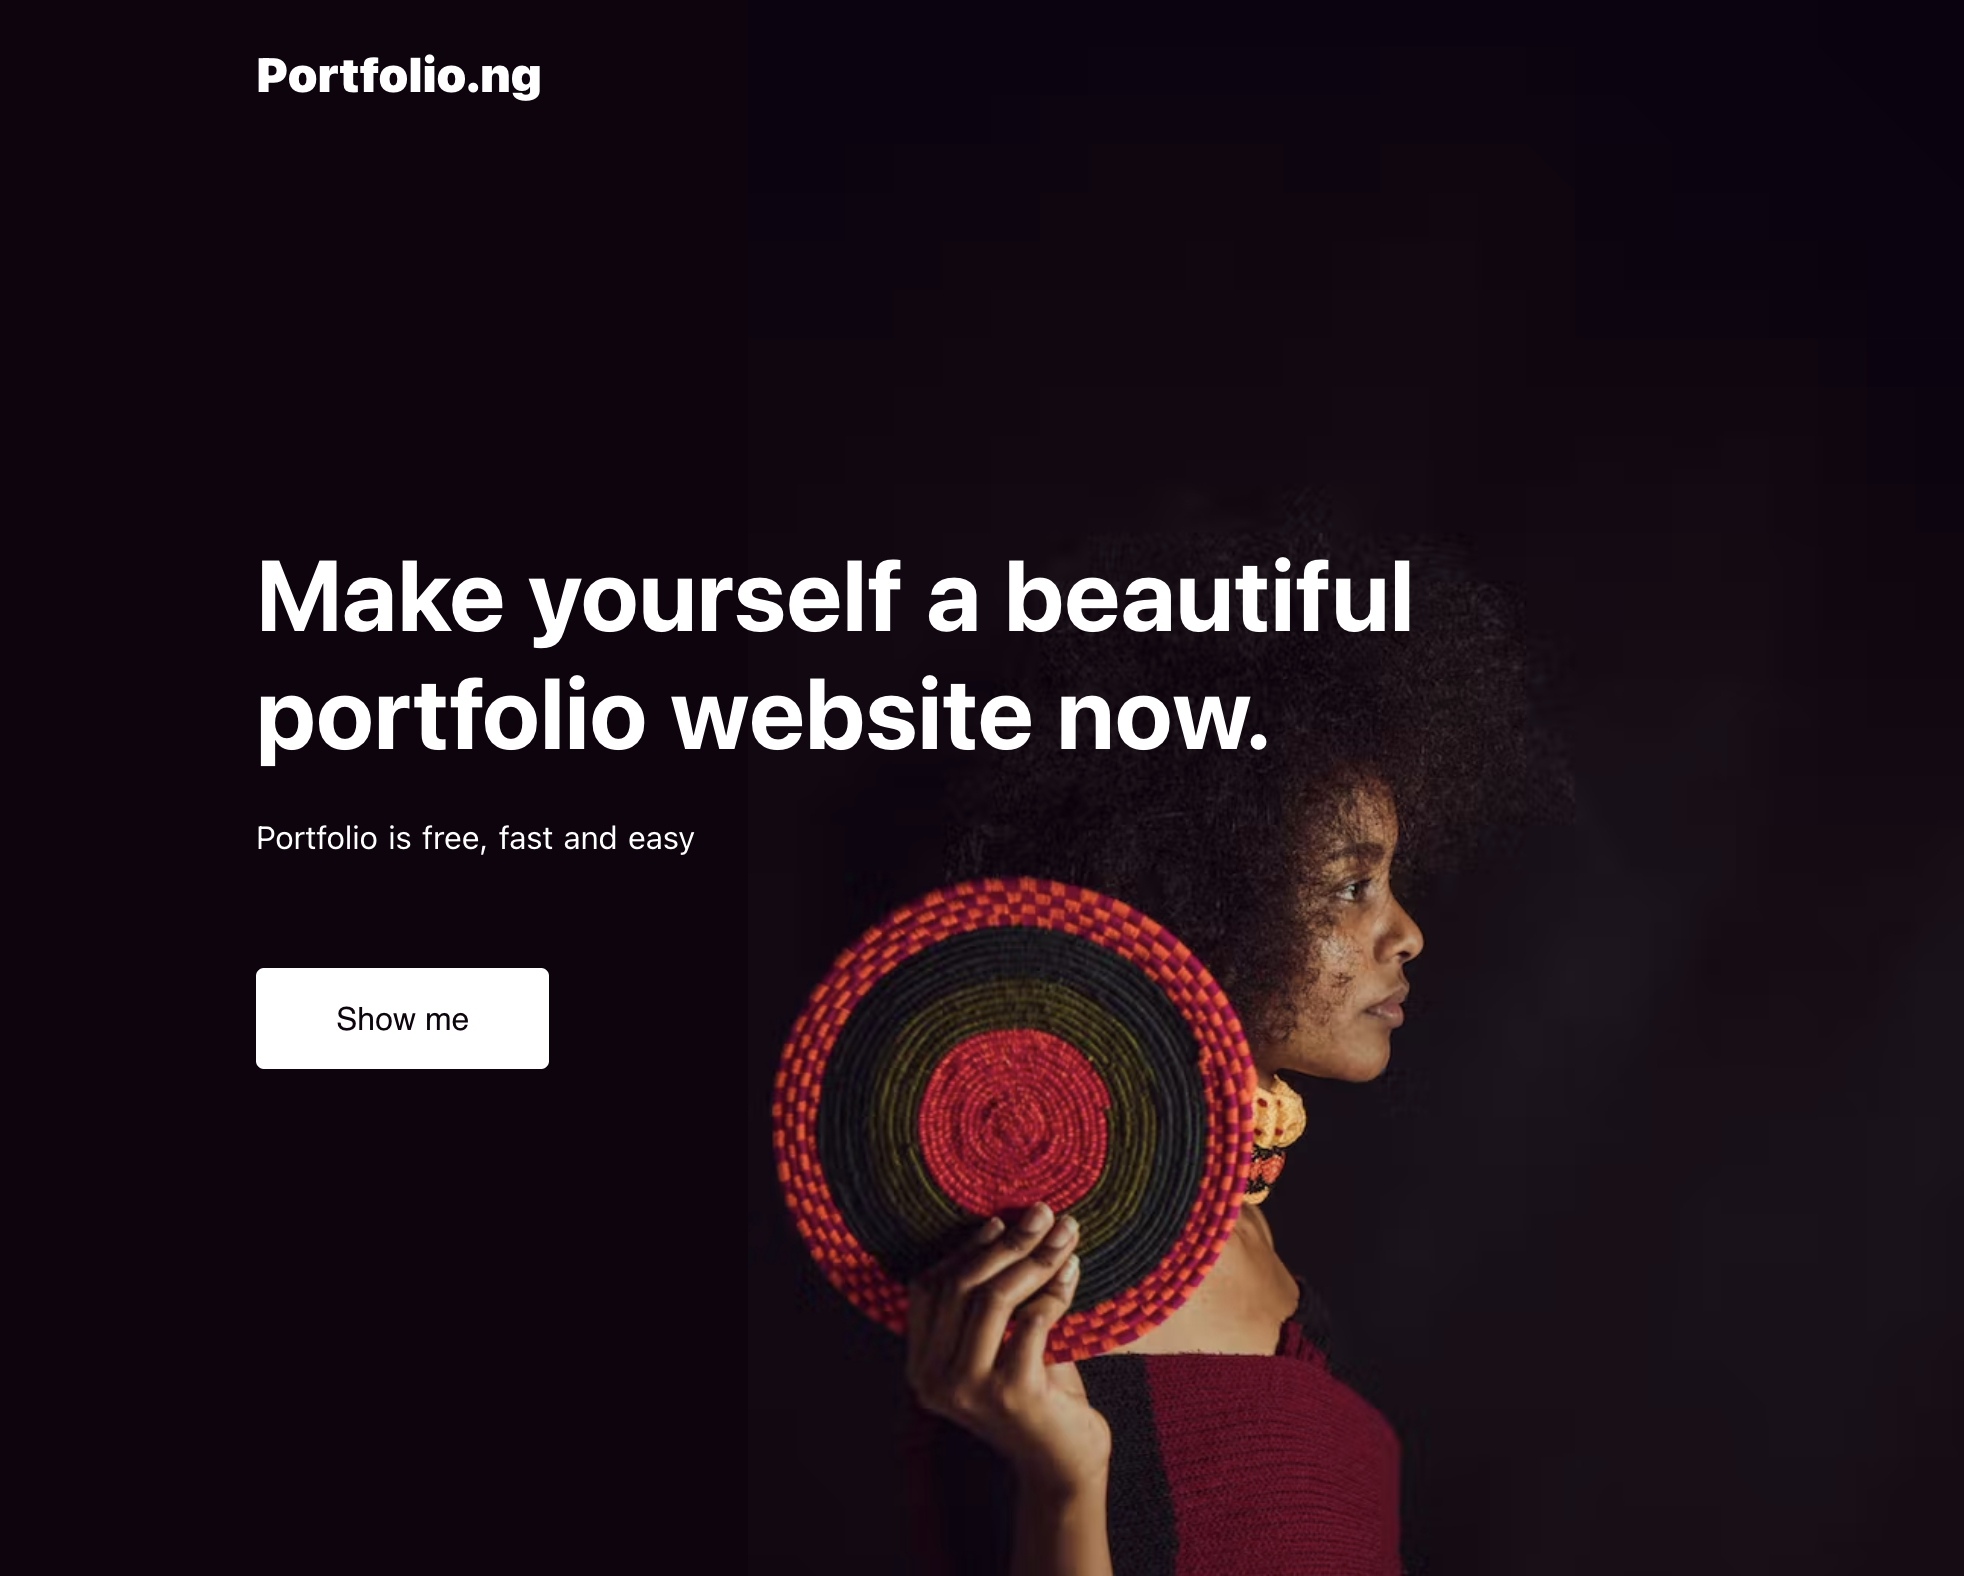 Portfolio.ng
Make yourself a beautiful
portfolio website now.
Portfolio is free, fast and easy
Show me